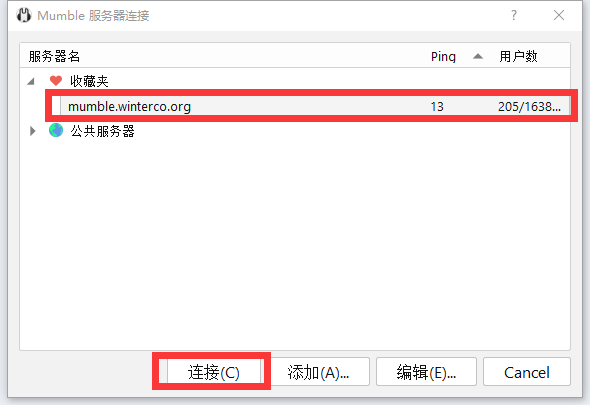 Mumble 服务器连接
服务器名 Ping 用户数
收藏夹
mumble.winterco.org 13 205/1638...
公共服务器
连接(C) 添加(A)... 编辑(E)... Cancel